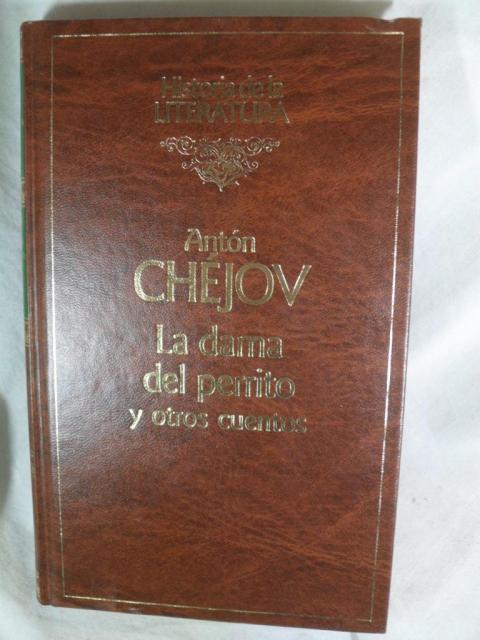 Historia de la
LITERATURA
Antón
CHÉJOV
La dama
del perrito
y otros cuentos